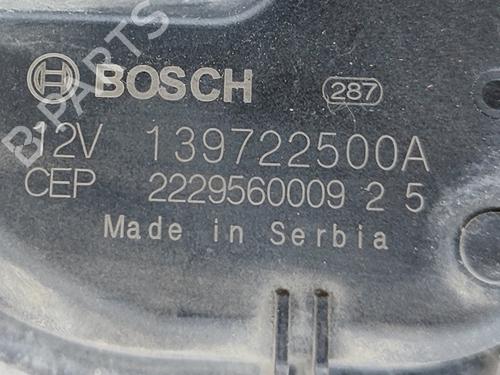 BOSCH 287
12V 139722500A
CEP 2229560009 2 5
Made in Serbia